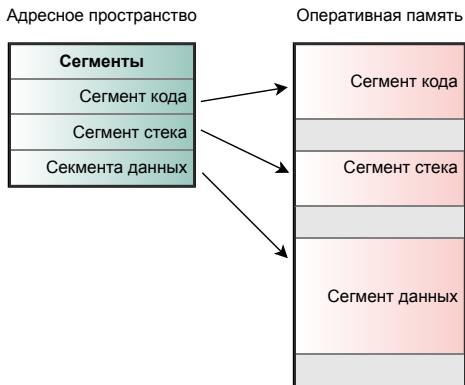 Адресное пространство
Оперативная память
Сегменты
Сегмент кода
Сегмент стека
Секмента данных
Сегмент кода
Сегмент стека
Сегмент данных